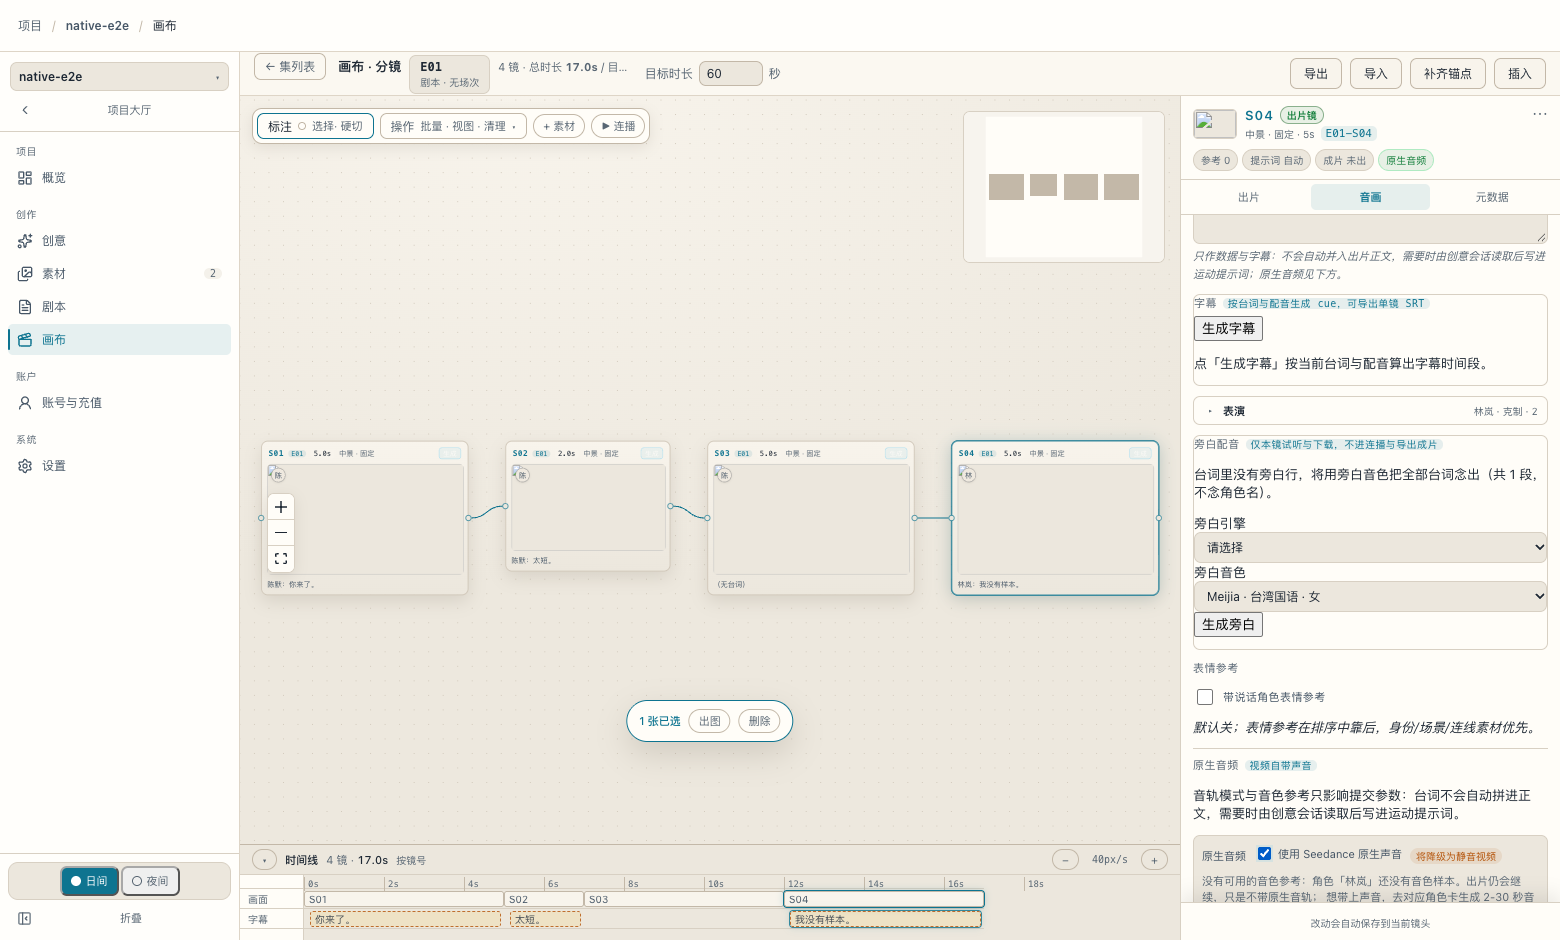 项目 / native-e2e / 画布
native-e2e
项目大厅
项目
概览
创作
创意
素材 2
剧本
画布
账户
账号与充值
系统
设置
日间 夜间
折叠
← 集列表
画布 · 分镜
E01
剧本 · 无场次
4 镜 · 总时长 17.0s / 目…
目标时长 60 秒
导出 导入 补齐锚点 插入
标注 选择· 硬切
操作 批量 · 视图 · 清理
+ 素材
▶ 连播
S01 E01 5.0s 中景 · 固定
陈
陈默: 你来了。
S02 E01 2.0s 中景 · 固定
陈
陈默: 太短。
S03 E01 5.0s 中景 · 固定
陈
(无台词)
S04 E01 5.0s 中景 · 固定
林
林岚: 我没有样本。
1 张已选 出图 删除
时间线 4 镜 · 17.0s 按镜号
− 40px/s +
0s 2s 4s 6s 8s 10s 12s 14s 16s 18s
画面 S01 S02 S03 S04
字幕 你来了。 太短。 我没有样本。
S04 出片镜
中景 · 固定 · 5s E01–S04
参考 0 提示词 自动 成片 未出 原生音频
出片 音画 元数据
只作数据与字幕：不会自动并入出片正文，需要时由创意会话读取后写进
运动提示词；原生音频见下方。
字幕 按台词与配音生成 cue，可导出单镜 SRT
生成字幕
点「生成字幕」按当前台词与配音算出字幕时间段。
表演 林岚 · 克制 · 2
旁白配音 仅本镜试听与下载，不进连播与导出成片
台词里没有旁白行，将用旁白音色把全部台词念出（共 1 段，
不念角色名）。
旁白引擎
请选择
旁白音色
Meijia · 台湾国语 · 女
生成旁白
表情参考
带说话角色表情参考
默认关；表情参考在排序中靠后，身份/场景/连线素材优先。
原生音频 视频自带声音
音轨模式与音色参考只影响提交参数：台词不会自动拼进正
文，需要时由创意会话读取后写进运动提示词。
原生音频 使用 Seedance 原生声音 将降级为静音视频
没有可用的音色参考：角色「林岚」还没有音色样本。出片仍会继
续，只是不带原生音轨；想带上声音，去对应角色卡生成 2-30 秒音
改动会自动保存到当前镜头